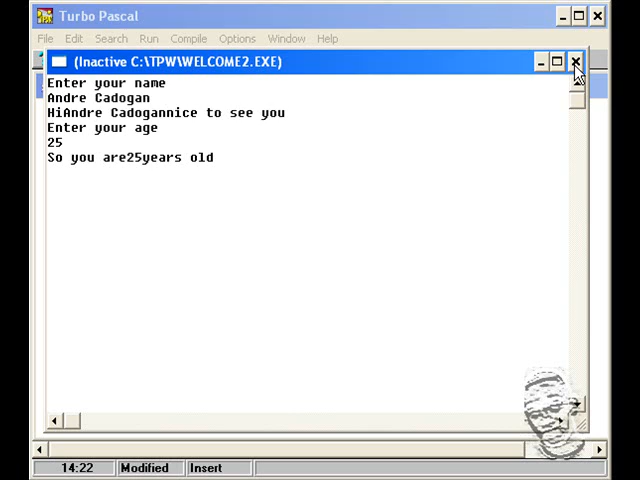 Turbo Pascal
File Edit Search Run Compile Options Window Help
(Inactive C:\TPW\WELCOME2.EXE)
Enter your name
Andre Cadogan
HiAndre Cadogannice to see you
Enter your age
25
So you are25years old
14:22 Modified Insert